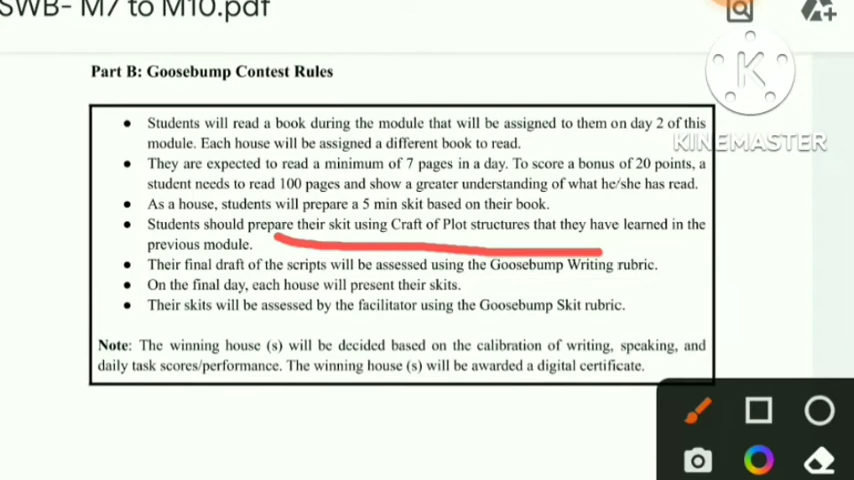 SWB- M7 to M10.pdf
K
KINEMASTER
Part B: Goosebump Contest Rules
• Students will read a book during the module that will be assigned to them on day 2 of this
module. Each house will be assigned a different book to read.
• They are expected to read a minimum of 7 pages in a day. To score a bonus of 20 points, a
student needs to read 100 pages and show a greater understanding of what he/she has read.
• As a house, students will prepare a 5 min skit based on their book.
• Students should prepare their skit using Craft of Plot structures that they have learned in the
previous module.
• Their final draft of the scripts will be assessed using the Goosebump Writing rubric.
• On the final day, each house will present their skits.
• Their skits will be assessed by the facilitator using the Goosebump Skit rubric.
Note: The winning house (s) will be decided based on the calibration of writing, speaking, and
daily task scores/performance. The winning house (s) will be awarded a digital certificate.